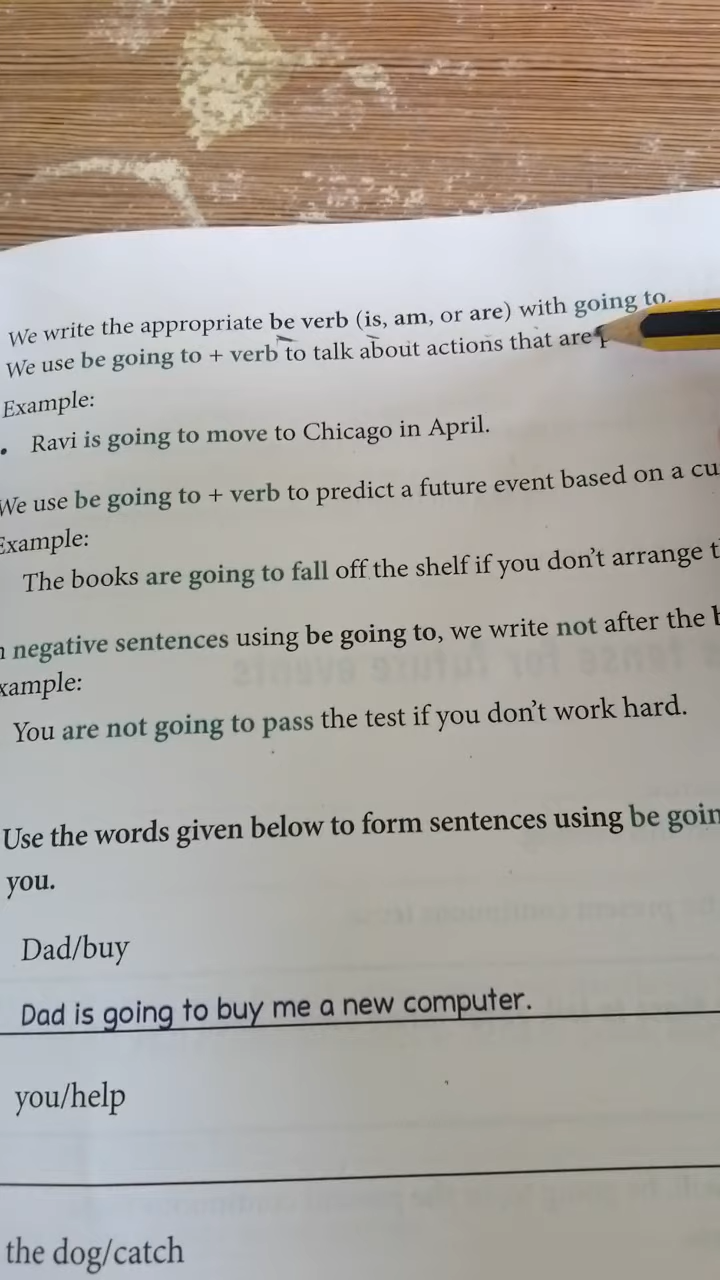 We write the appropriate be verb (is, am, or are) with going to.
We use be going to + verb to talk about actions that are
Example:
• Ravi is going to move to Chicago in April.
We use be going to + verb to predict a future event based on a
Example:
The books are going to fall off the shelf if you don't arrange
negative sentences using be going to, we write not after the
Example:
You are not going to pass the test if you don't work hard.
Use the words given below to form sentences using be
you.
Dad/buy
Dad is going to buy me a new computer.
you/help
the dog/catch